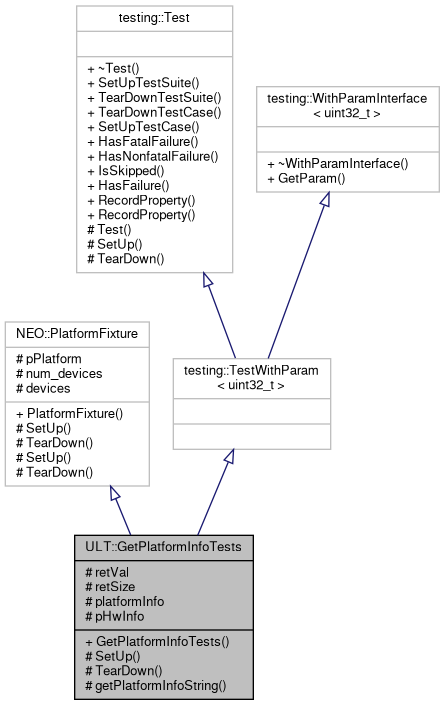 testing::Test
+ ~Test()
+ SetUpTestSuite()
+ TearDownTestSuite()
+ TearDownTestCase()
+ SetUpTestCase()
+ HasFatalFailure()
+ HasNonfatalFailure()
+ IsSkipped()
+ HasFailure()
+ RecordProperty()
+ RecordProperty()
# Test()
# SetUp()
# TearDown()
testing::WithParamInterface
< uint32_t >
+ ~WithParamInterface()
+ GetParam()
NEO::PlatformFixture
# pPlatform
# num_devices
# devices
+ PlatformFixture()
# SetUp()
# TearDown()
# SetUp()
# TearDown()
testing::TestWithParam
< uint32_t >
ULT::GetPlatformInfoTests
# retVal
# retSize
# platformInfo
# pHwInfo
+ GetPlatformInfoTests()
# SetUp()
# TearDown()
# getPlatformInfoString()